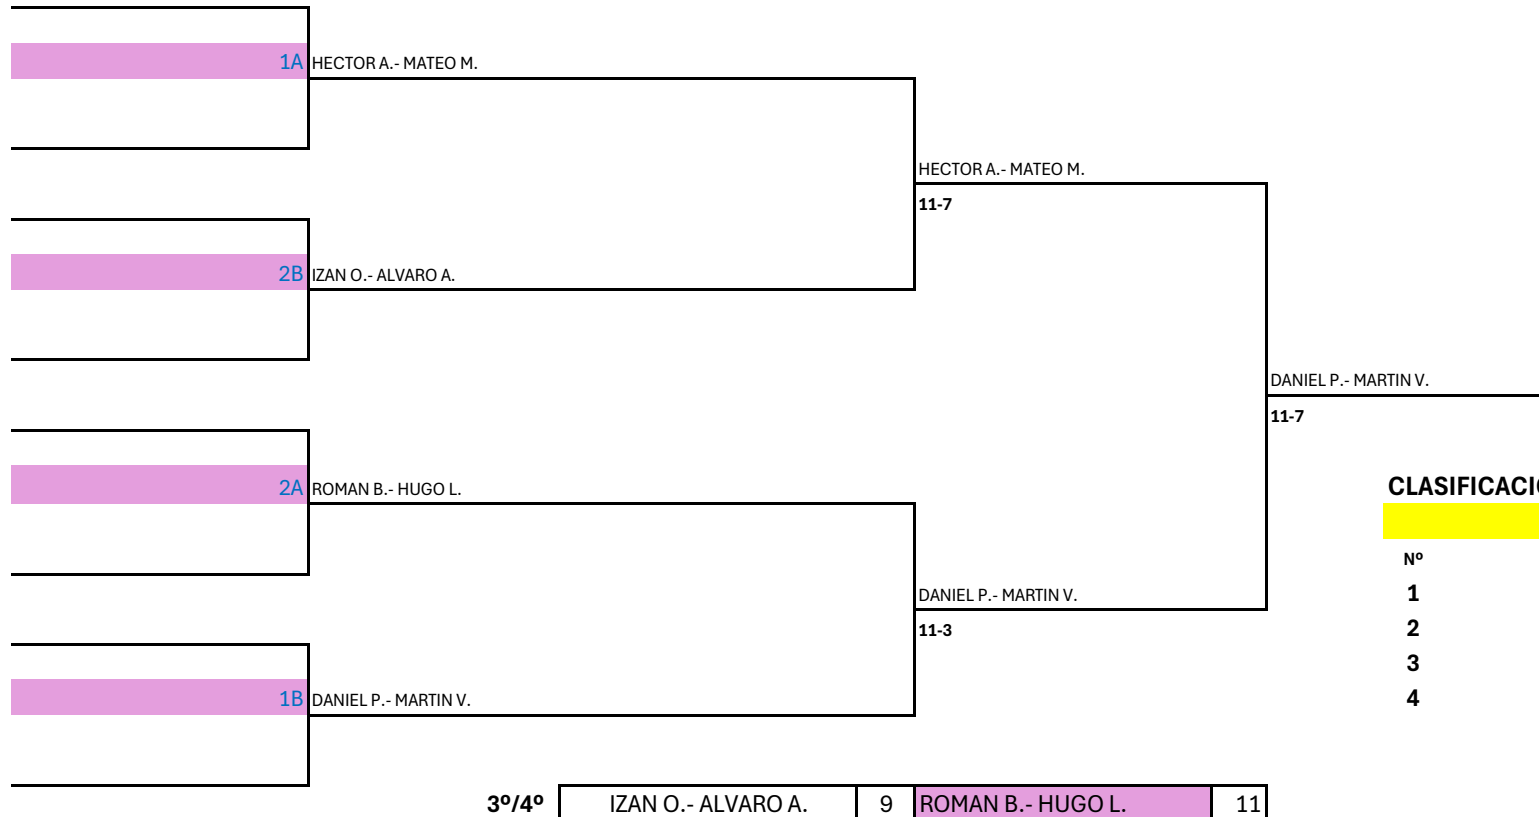 1A HECTOR A.- MATEO M.
HECTOR A.- MATEO M.
11-7
2B IZAN O.- ALVARO A.
DANIEL P.- MARTIN V.
11-7
2A ROMAN B.- HUGO L.
CLASIFICACI
Nº
1
DANIEL P.- MARTIN V.
11-3
2
3
1B DANIEL P.- MARTIN V.
4
3º/4º IZAN O.- ALVARO A. 9 ROMAN B.- HUGO L. 11